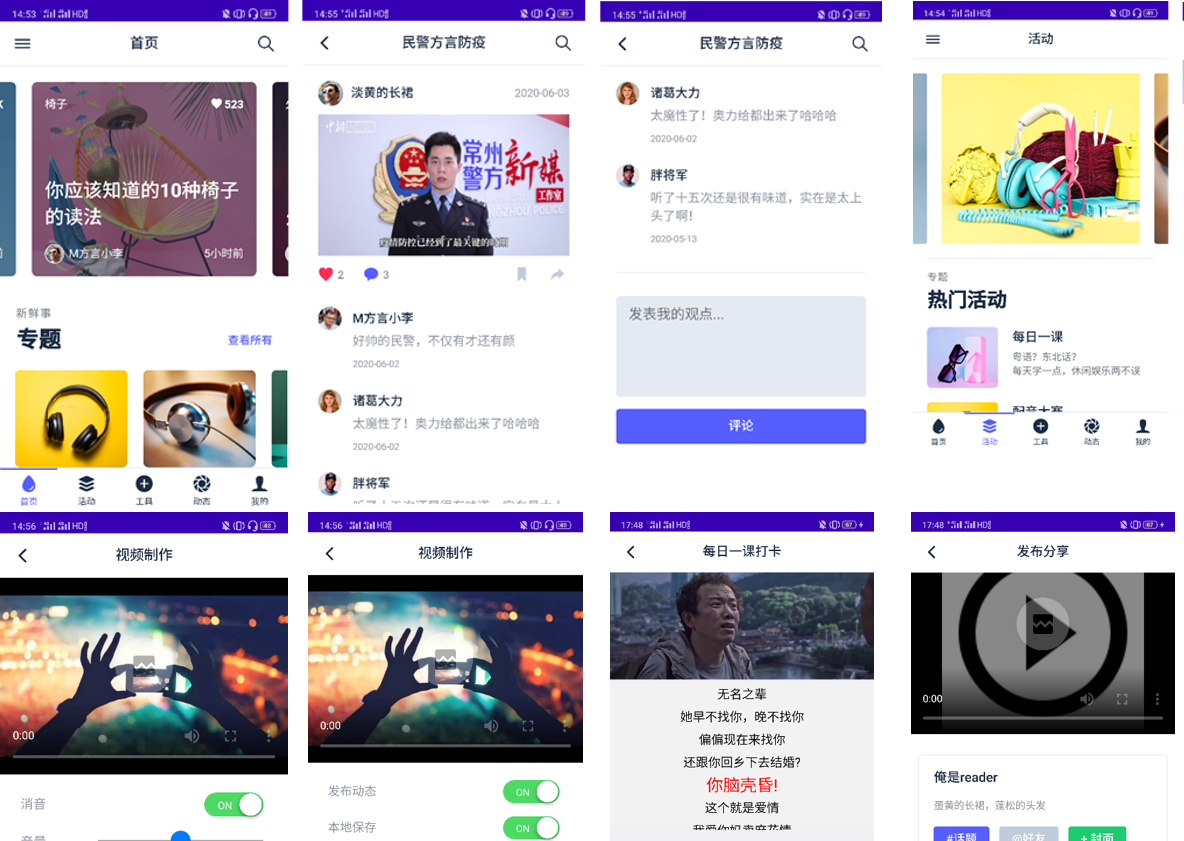 14:53
HD
首页
椅子
523
你应该知道的10种椅子
的读法
M方言小李
5小时前
新鲜事
专题
查看所有
首页
活动
工具
动态
我的
14:55
HD
民警方言防疫
淡黄的长裙
2020-06-03
常州
警方
新媒
工作室
疫情防控已经到了最关键的时期
2
3
M方言小李
好帅的民警，不仅有才还有颜
2020-06-02
诸葛大力
太魔性了！奥力给都出来了哈哈哈
2020-06-02
胖将军
14:55
HD
民警方言防疫
诸葛大力
太魔性了！奥力给都出来了哈哈哈
2020-06-02
胖将军
听了十五次还是很有味道，实在是太上
头了啊!
2020-05-13
发表我的观点...
评论
14:54
HD
活动
专题
热门活动
每日一课
粤语？东北话？
每天学一点，休闲娱乐两不误
配音大赛
首页
活动
工具
动态
我的
14:56
HD
视频制作
0:00
消音
ON
音量
14:56
HD
视频制作
0:00
发布动态
ON
本地保存
ON
17:48
HD
每日一课打卡
无名之辈
她早不找你，晚不找你
偏偏现在来找你
还跟你回乡下去结婚?
你脑壳昏!
这个就是爱情
17:48
HD
发布分享
0:00
俺是reader
蛋黄的长裙，蓬松的头发
#话题
@好友
+ 封面